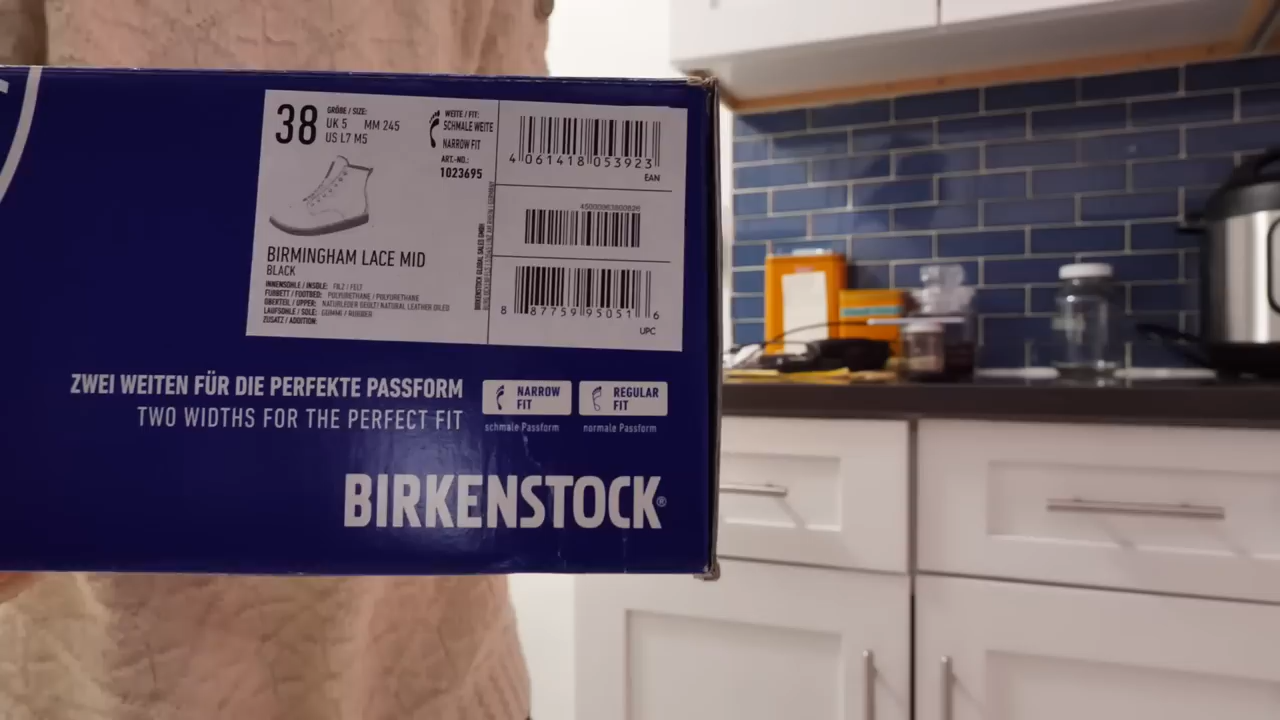 38
GRÖßE / SIZE:
UK 5 MM 245
US L7 M5
WEITE / FIT:
SCHMALE WEITE
NARROW FIT
ART.-NO.:
1023695
BIRMINGHAM LACE MID
BLACK
INNENSOHLE / INSOLE: FILZ / FELT
FUßBETT / FOOTBED: POLYURETHANE / POLYURETHANE
OBERTEIL / UPPER: NATURLEDER GEÖLT/ NATURAL LEATHER OILED
LAUFSOHLE / SOLE: GUMMI / RUBBER
ZUSATZ / ADDITION:
4 061418 053923
EAN
8 87759 95051 6
UPC
ZWEI WEITEN FÜR DIE PERFEKTE PASSFORM
TWO WIDTHS FOR THE PERFECT FIT
NARROW FIT
schmale Passform
REGULAR FIT
normale Passform
BIRKENSTOCK®